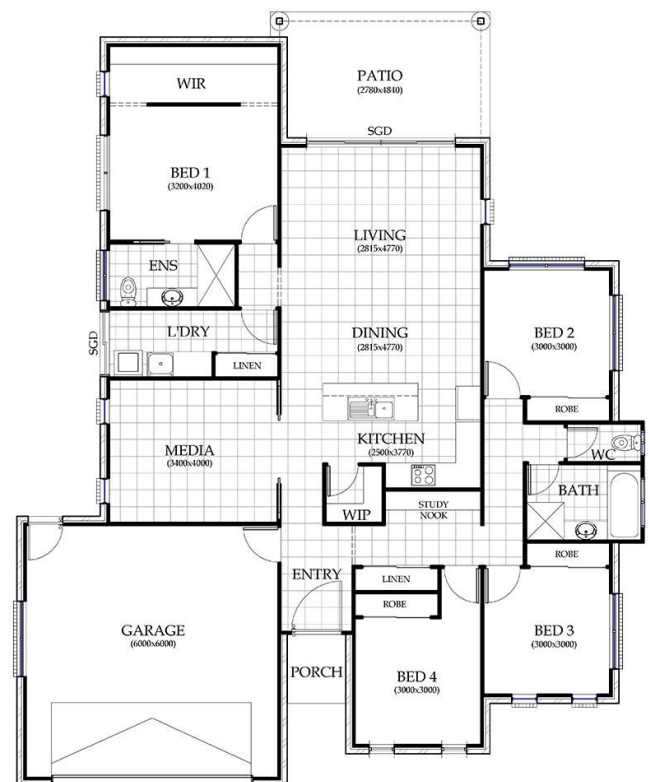 WIR
PATIO
(2780x4840)
SGD
BED 1
(3200x4020)
LIVING
(2815x4770)
ENS
SGD
L'DRY
DINING
(2815x4770)
BED 2
(3000x3000)
LINEN
ROBE
MEDIA
(3400x4000)
KITCHEN
(2500x3770)
WC
WIP
STUDY
NOOK
BATH
ROBE
ENTRY
LINEN
ROBE
GARAGE
(6000x6000)
BED 3
(3000x3000)
PORCH
BED 4
(3000x3000)